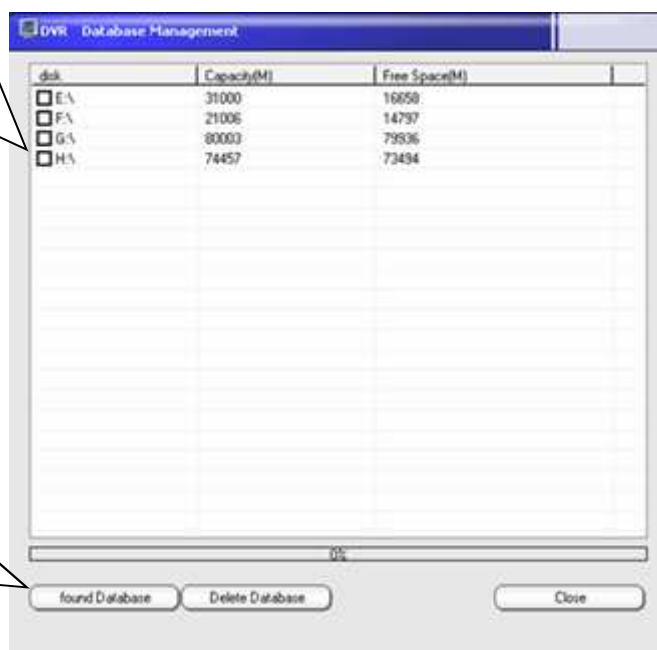 DVR Database Management
disk Capacity(M) Free Space(M)
E:\ 31000 16658
F:\ 21006 14797
G:\ 80003 79936
H:\ 74457 73494
0%
found Database Delete Database Close